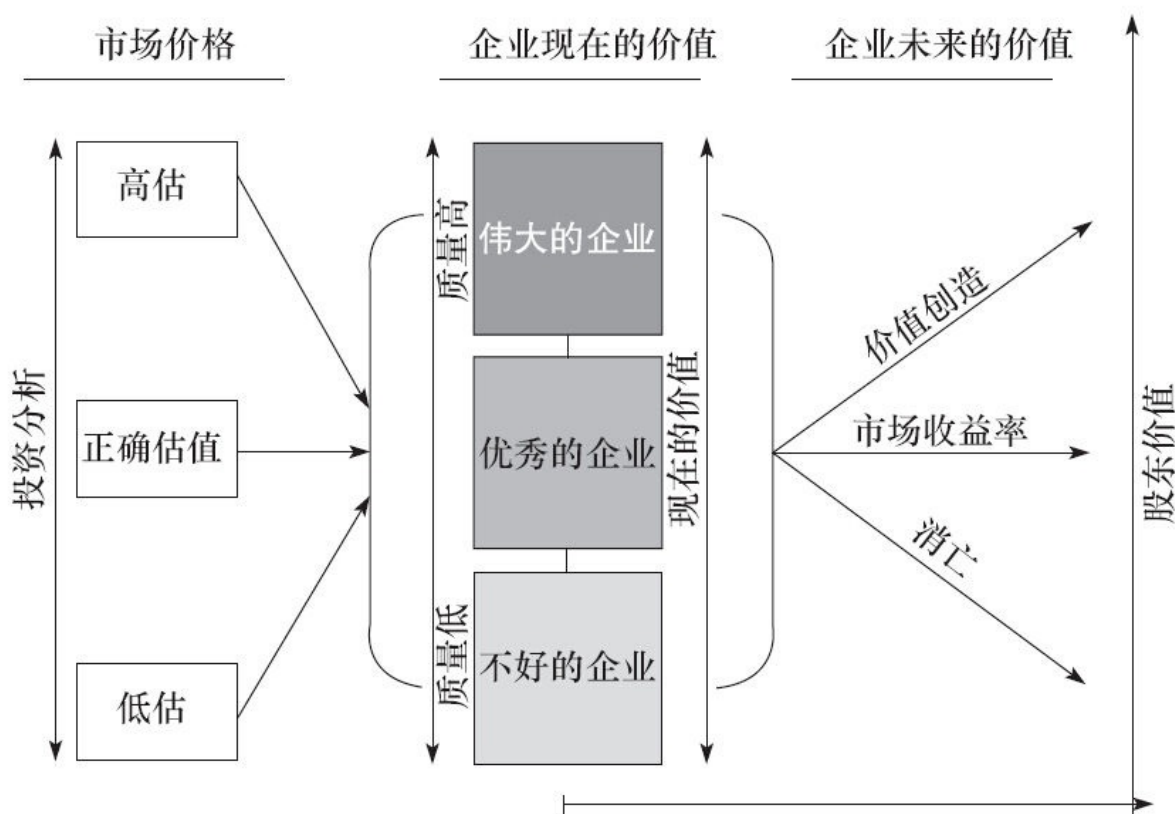 市场价格
企业现在的价值
企业未来的价值
投资分析
高估
正确估值
低估
质量高
质量低
伟大的企业
优秀的企业
不好的企业
现在的价值
价值创造
市场收益率
消亡
股东价值